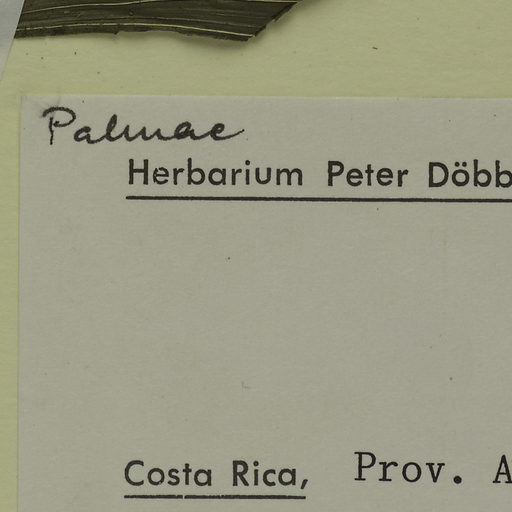 Palmae
Herbarium Peter Döbb
Costa Rica, Prov. A